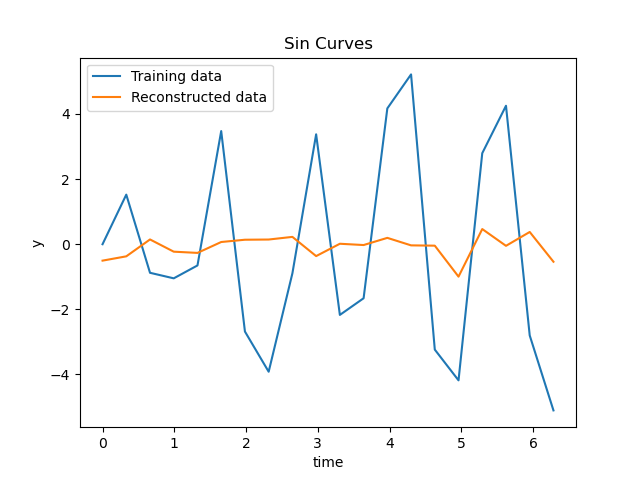 Sin Curves
Training data
Reconstructed data
4
2
0
−2
−4
y
0 1 2 3 4 5 6
time